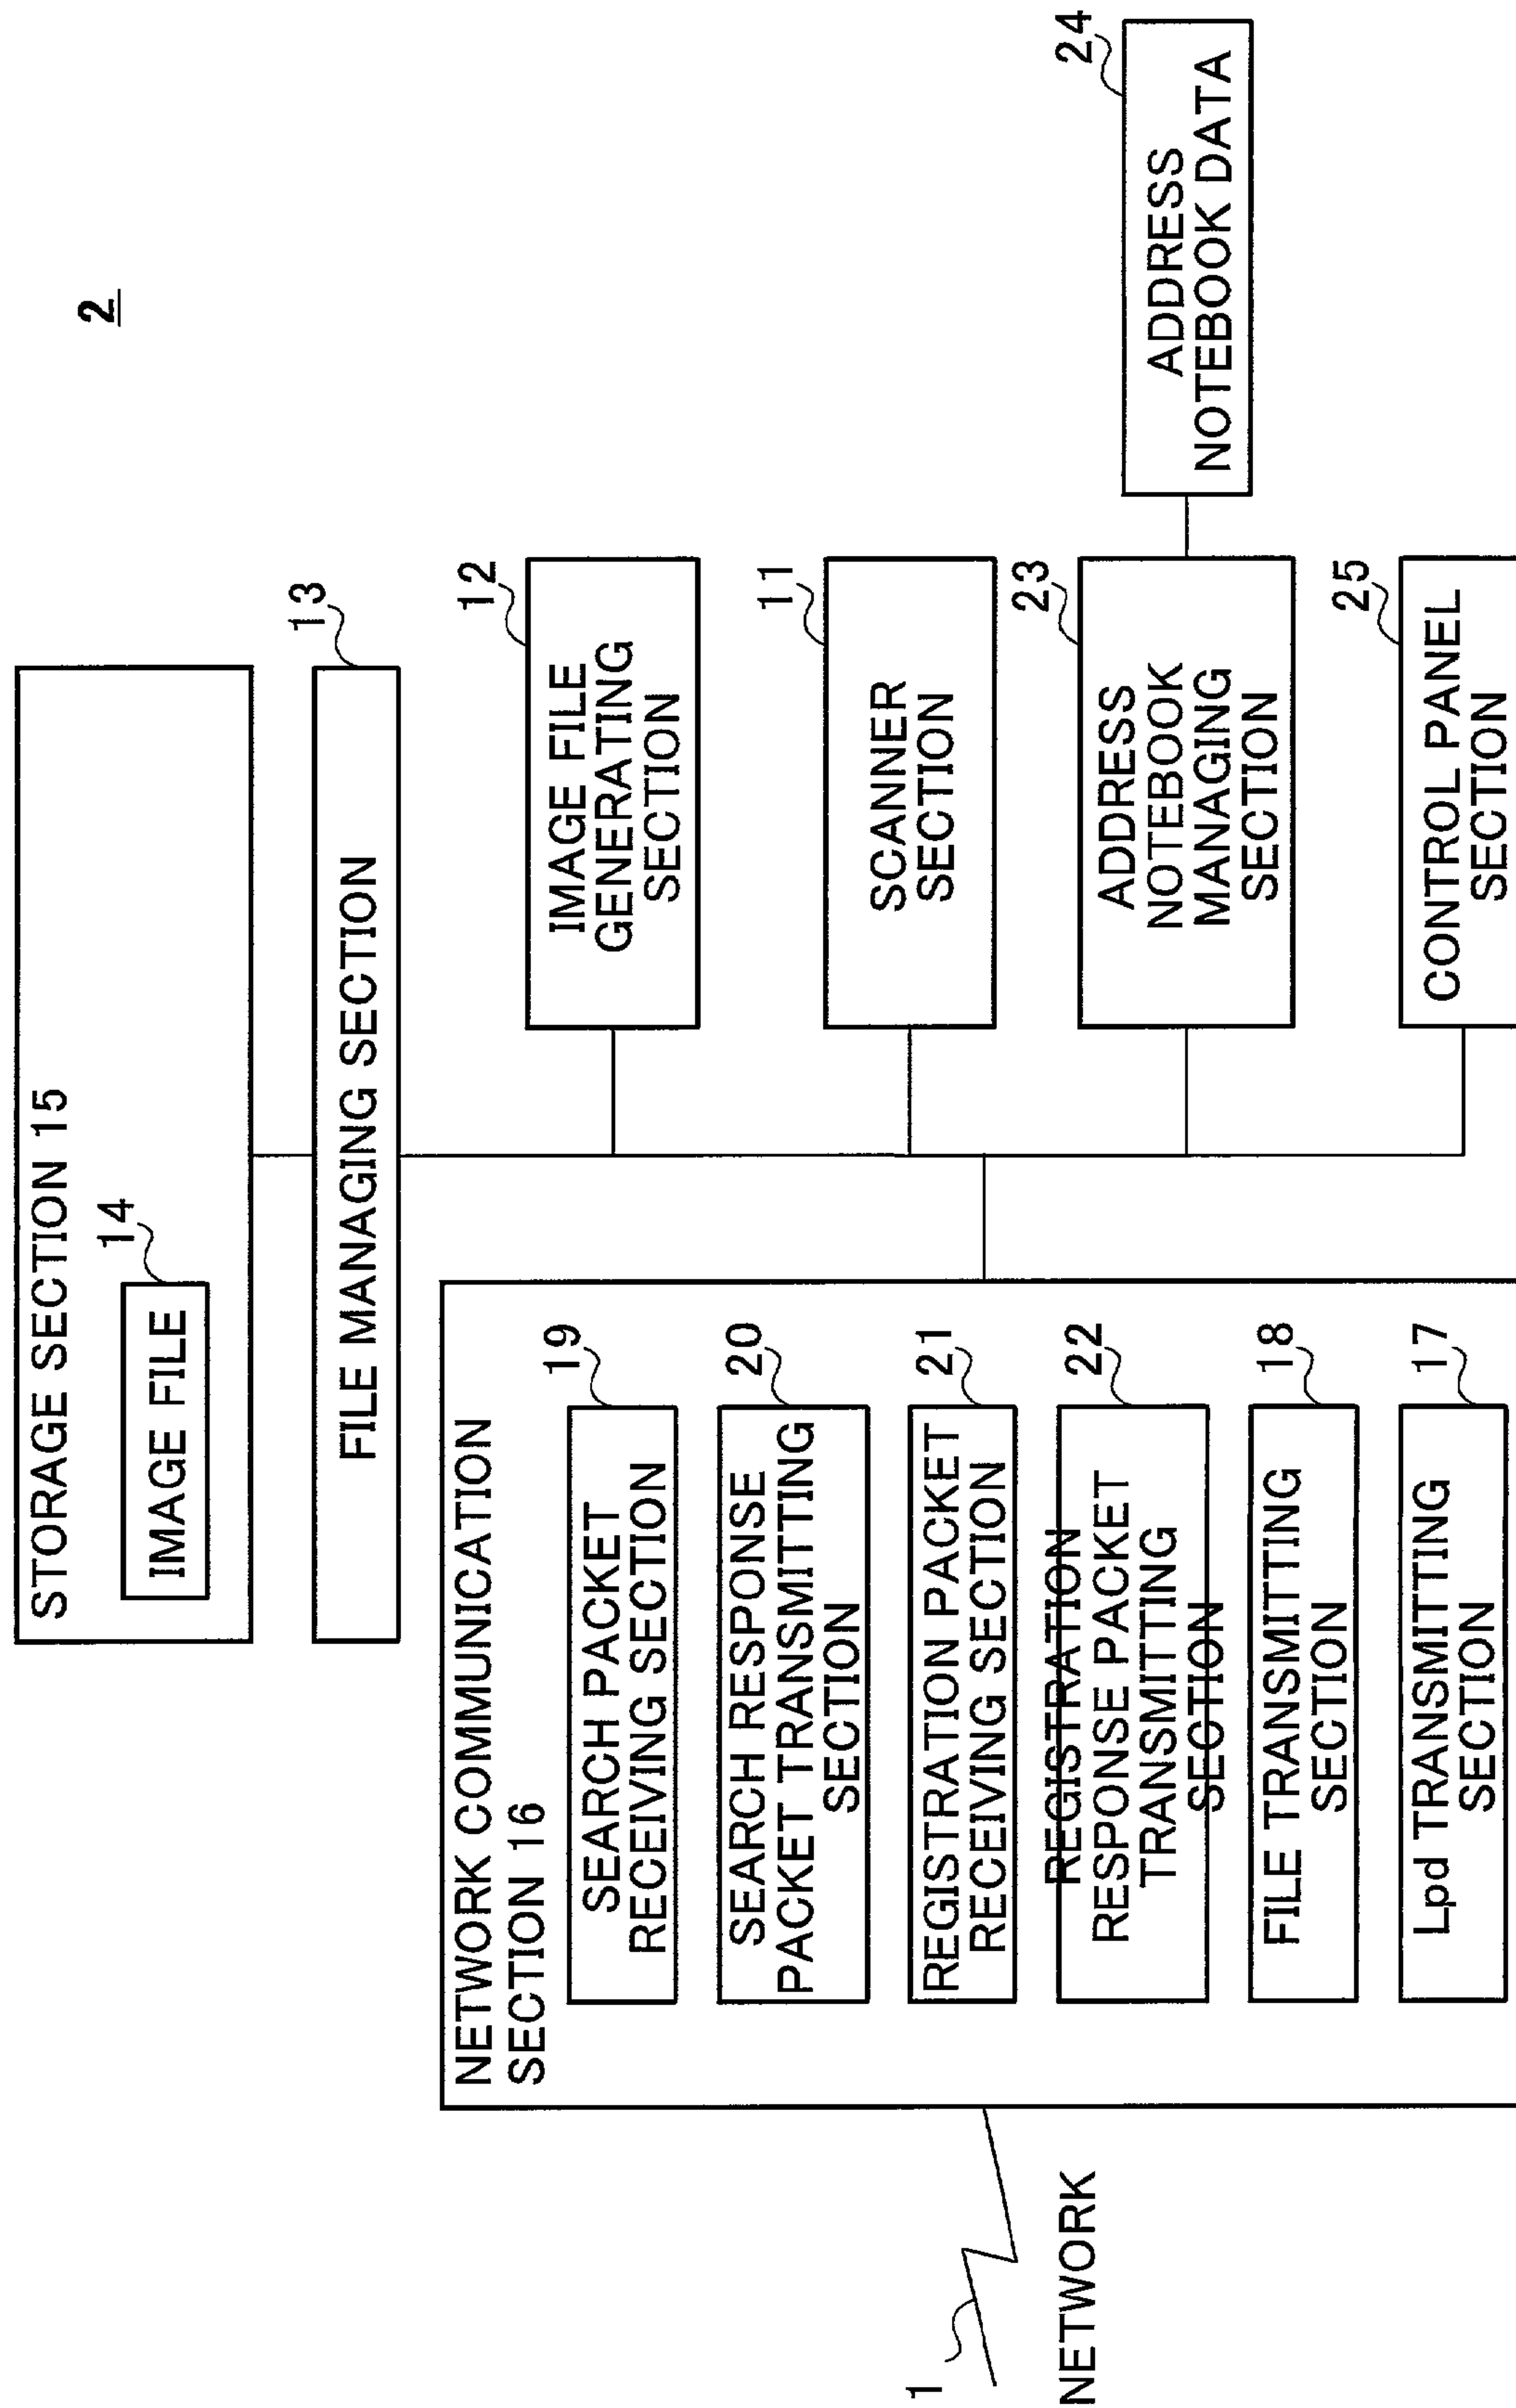 2
STORAGE SECTION 15
14
IMAGE FILE
13
FILE MANAGING SECTION
NETWORK COMMUNICATION
SECTION 16
19
SEARCH PACKET
RECEIVING SECTION
20
SEARCH RESPONSE
PACKET TRANSMITTING
SECTION
21
REGISTRATION PACKET
RECEIVING SECTION
22
REGISTRATION
RESPONSE PACKET
TRANSMITTING
SECTION
18
FILE TRANSMITTING
SECTION
17
Lpd TRANSMITTING
SECTION
12
IMAGE FILE
GENERATING
SECTION
11
SCANNER
SECTION
23
ADDRESS
NOTEBOOK
MANAGING
SECTION
24
ADDRESS
NOTEBOOK DATA
25
CONTROL PANEL
SECTION
1
NETWORK